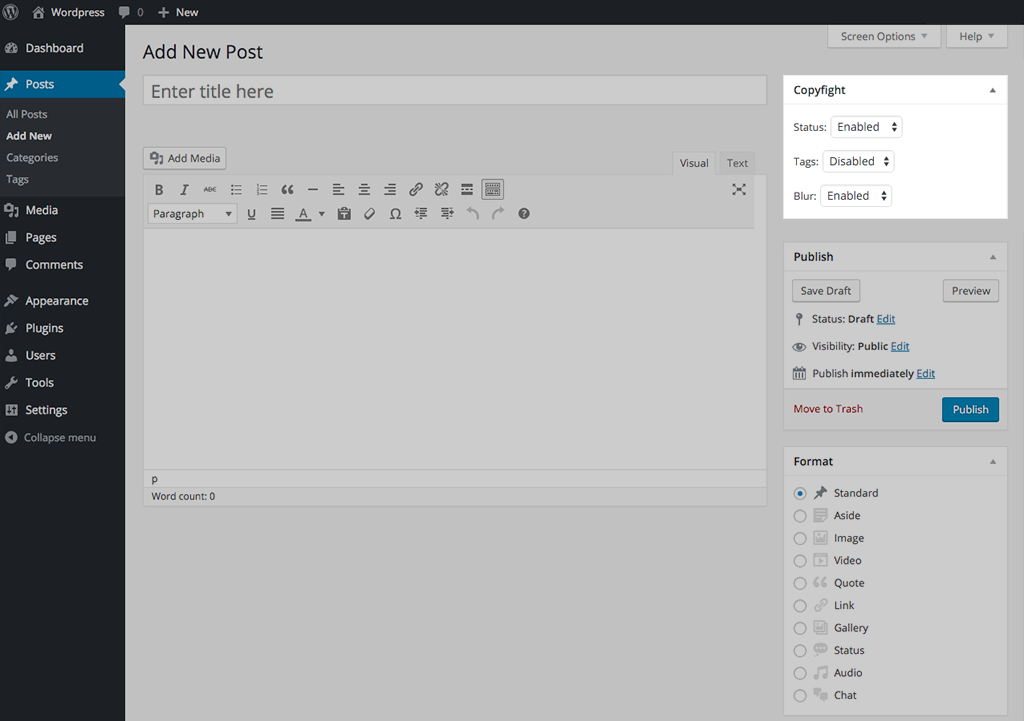 Wordpress 0 New
Screen Options Help
Dashboard
Posts
All Posts
Add New
Categories
Tags
Media
Pages
Comments
Appearance
Plugins
Users
Tools
Settings
Collapse menu
Add New Post
Enter title here
Add Media
Visual Text
B I ABC
Paragraph U A Ω ?
p
Word count: 0
Copyfight
Status: Enabled
Tags: Disabled
Blur: Enabled
Publish
Save Draft Preview
Status: Draft Edit
Visibility: Public Edit
Publish immediately Edit
Move to Trash Publish
Format
Standard
Aside
Image
Video
Quote
Link
Gallery
Status
Audio
Chat